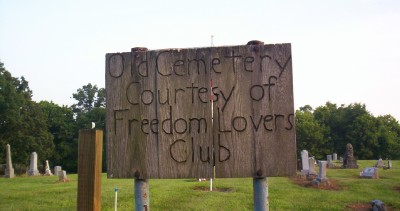 Old Cemetery
Courtesy of
Freedom Lovers
Club